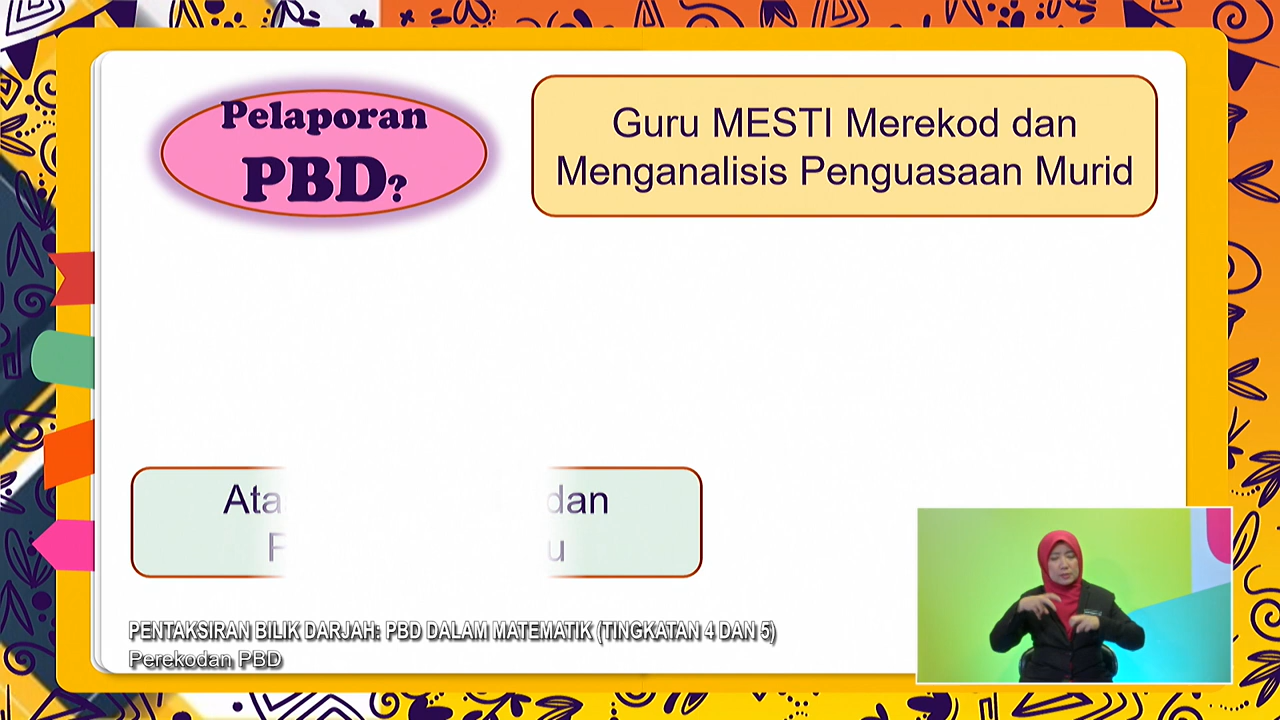 Pelaporan
PBD?
Guru MESTI Merekod dan
Menganalisis Penguasaan Murid
dan
PENTAKSIRAN BILIK DARJAH: PBD DALAM MATEMATIK (TINGKATAN 4 DAN 5)
Perekodan PBD